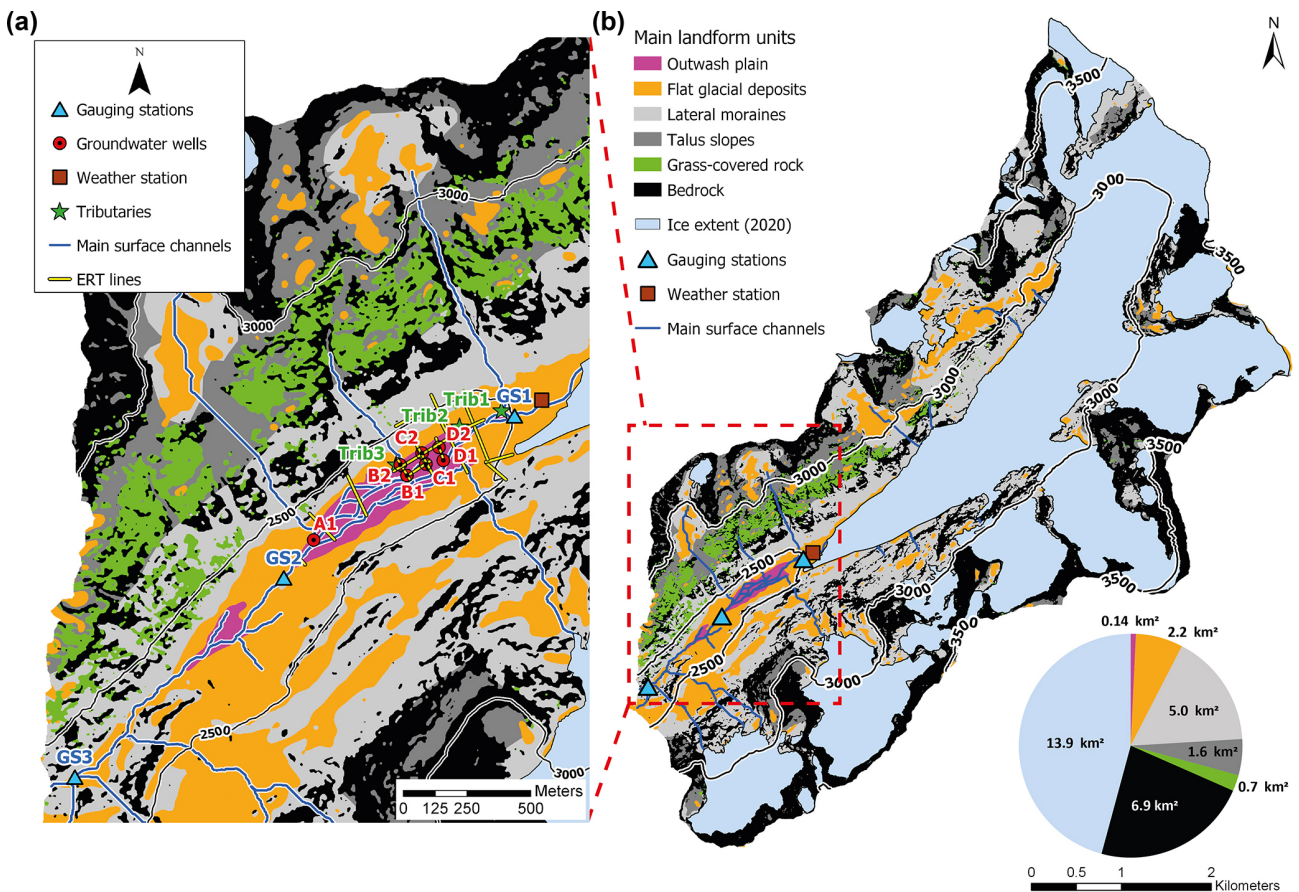 (a)
N
Gauging stations
Groundwater wells
Weather station
Tributaries
Main surface channels
ERT lines
3000
3000
Trib1
GS1
Trib2
C2
D2
Trib3
D1
B2
C1
B1
2500
A1
GS2
2500
GS3
3000
Meters
0 125 250 500
(b)
Main landform units
Outwash plain
Flat glacial deposits
Lateral moraines
Talus slopes
Grass-covered rock
Bedrock
Ice extent (2020)
Gauging stations
Weather station
Main surface channels
N
3500
3000
3500
3000
3000
3500
3000
2500
3000
3500
3500
2500
3000
0.14 km²
2.2 km²
5.0 km²
1.6 km²
0.7 km²
6.9 km²
13.9 km²
0 0.5 1 2
Kilometers